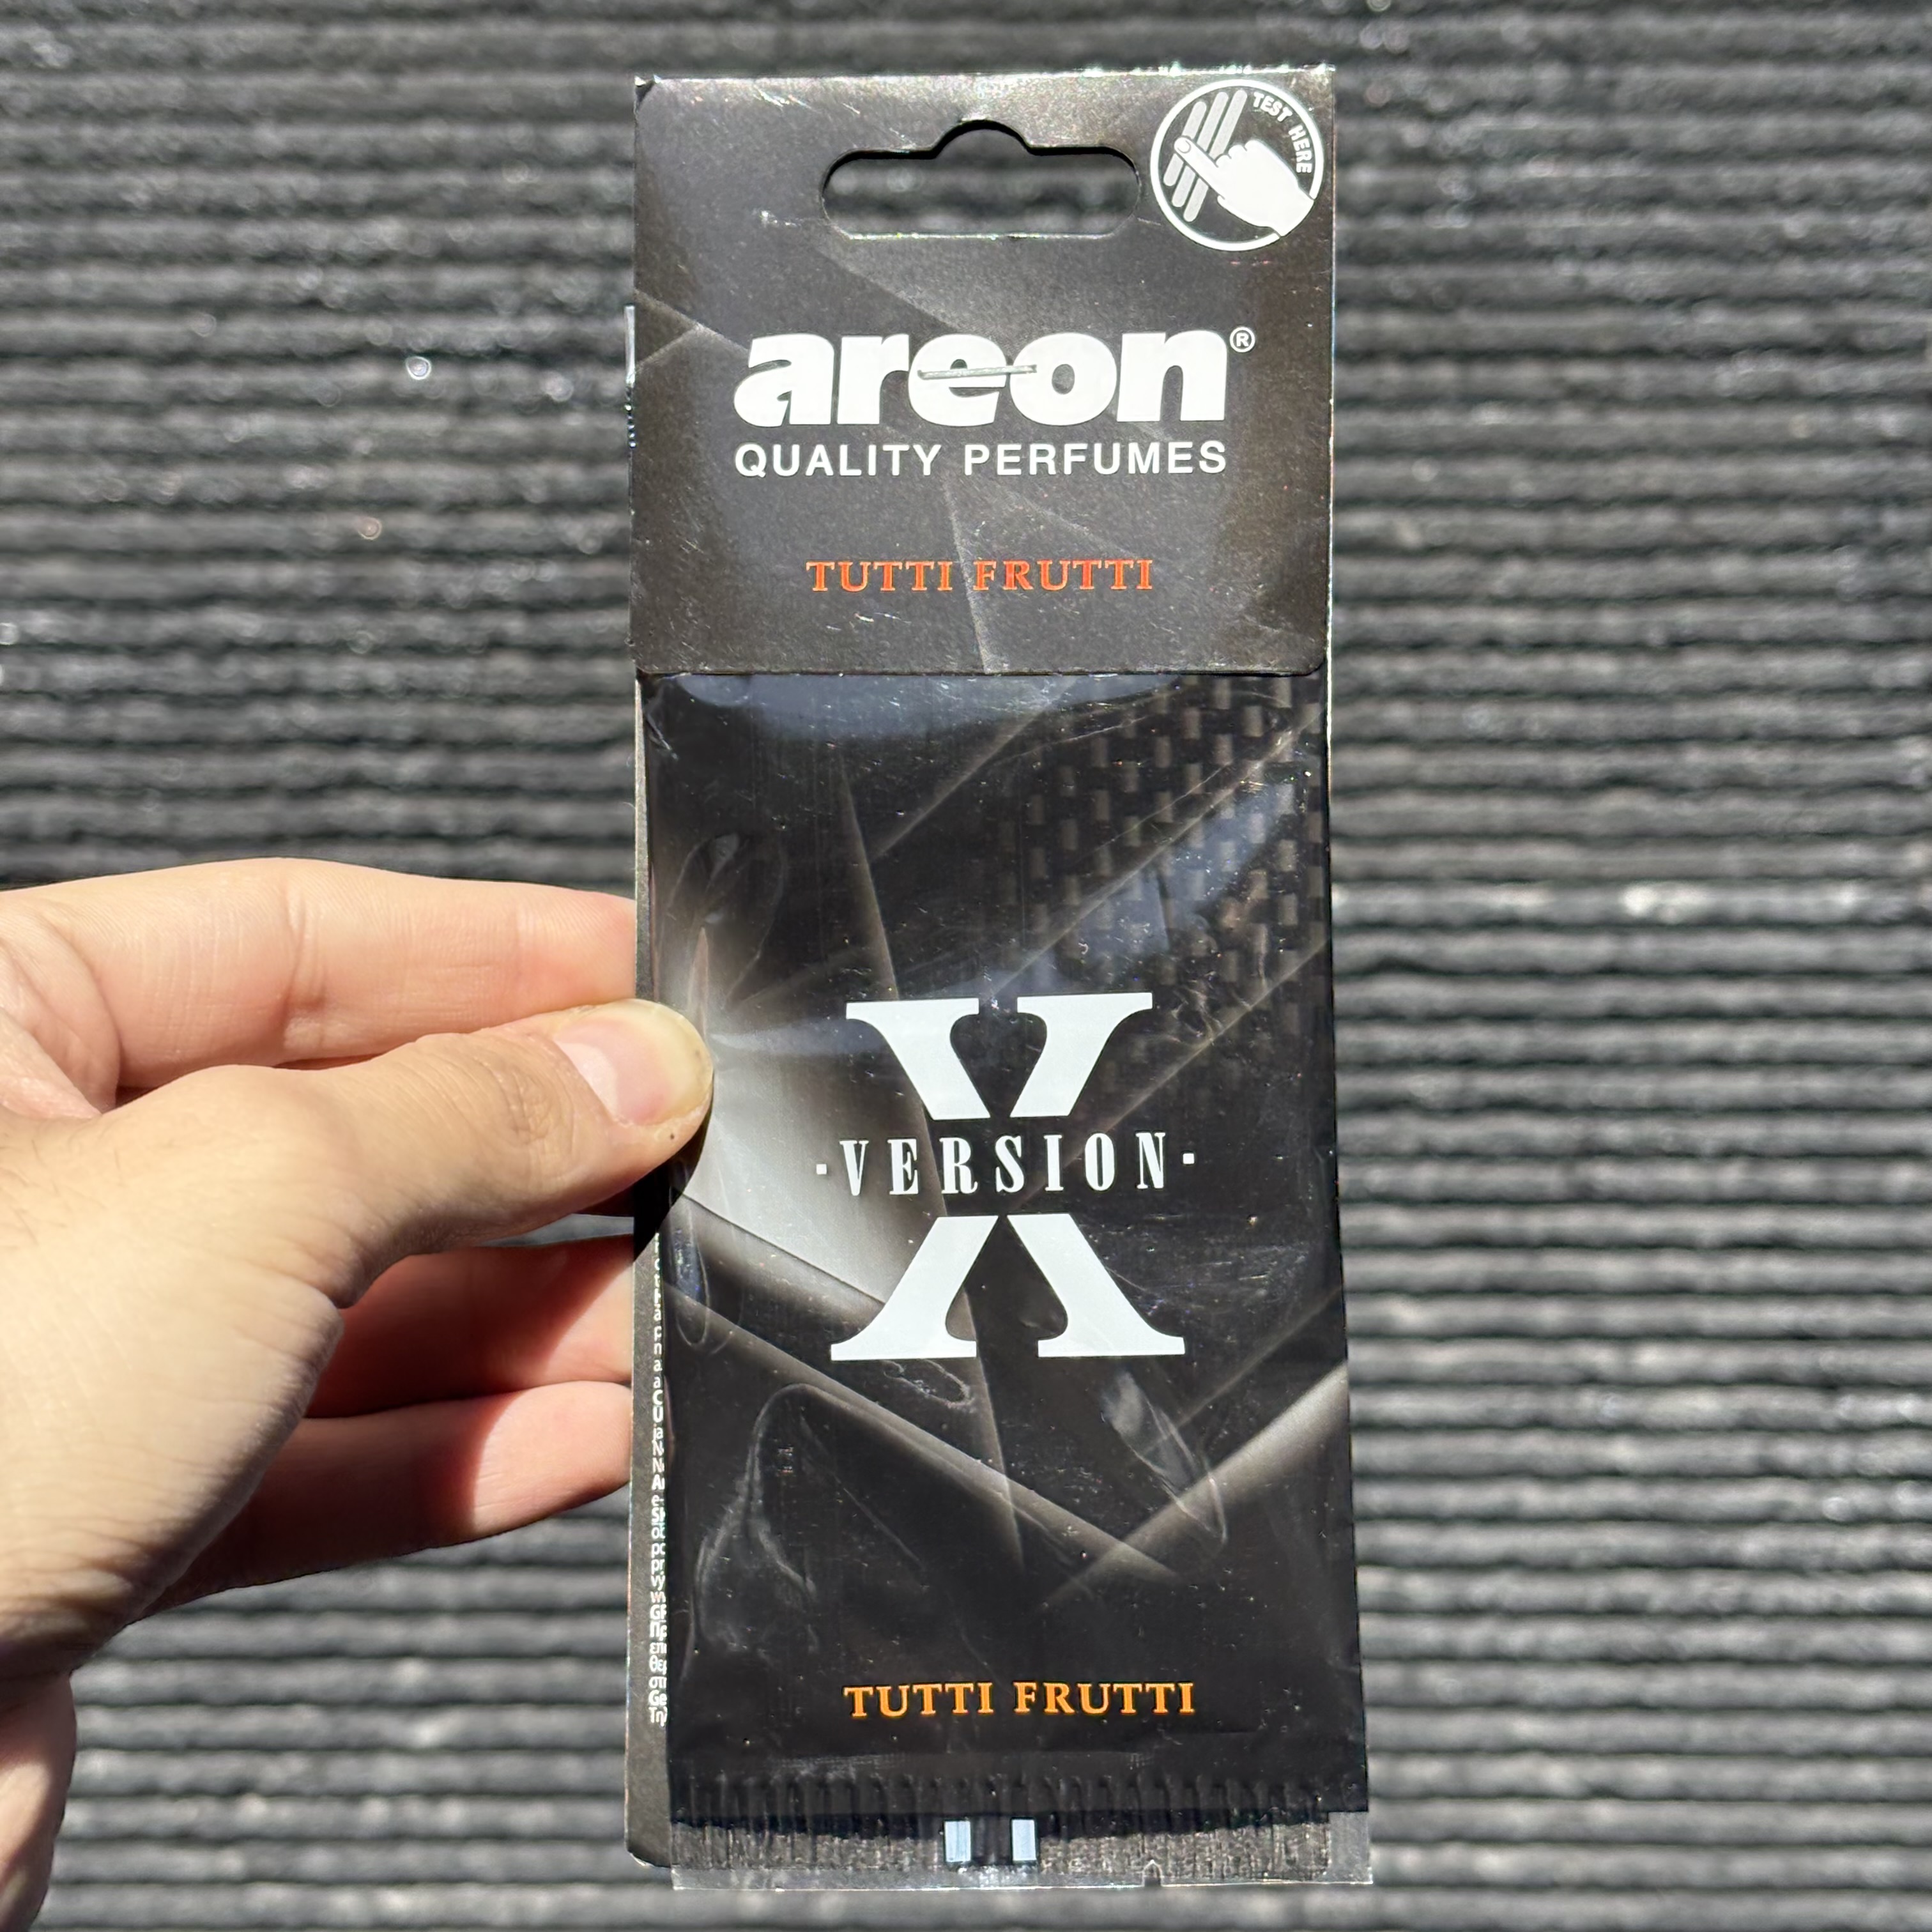 TEST HERE
areon®
QUALITY PERFUMES
TUTTI FRUTTI
X
·VERSION·
TUTTI FRUTTI